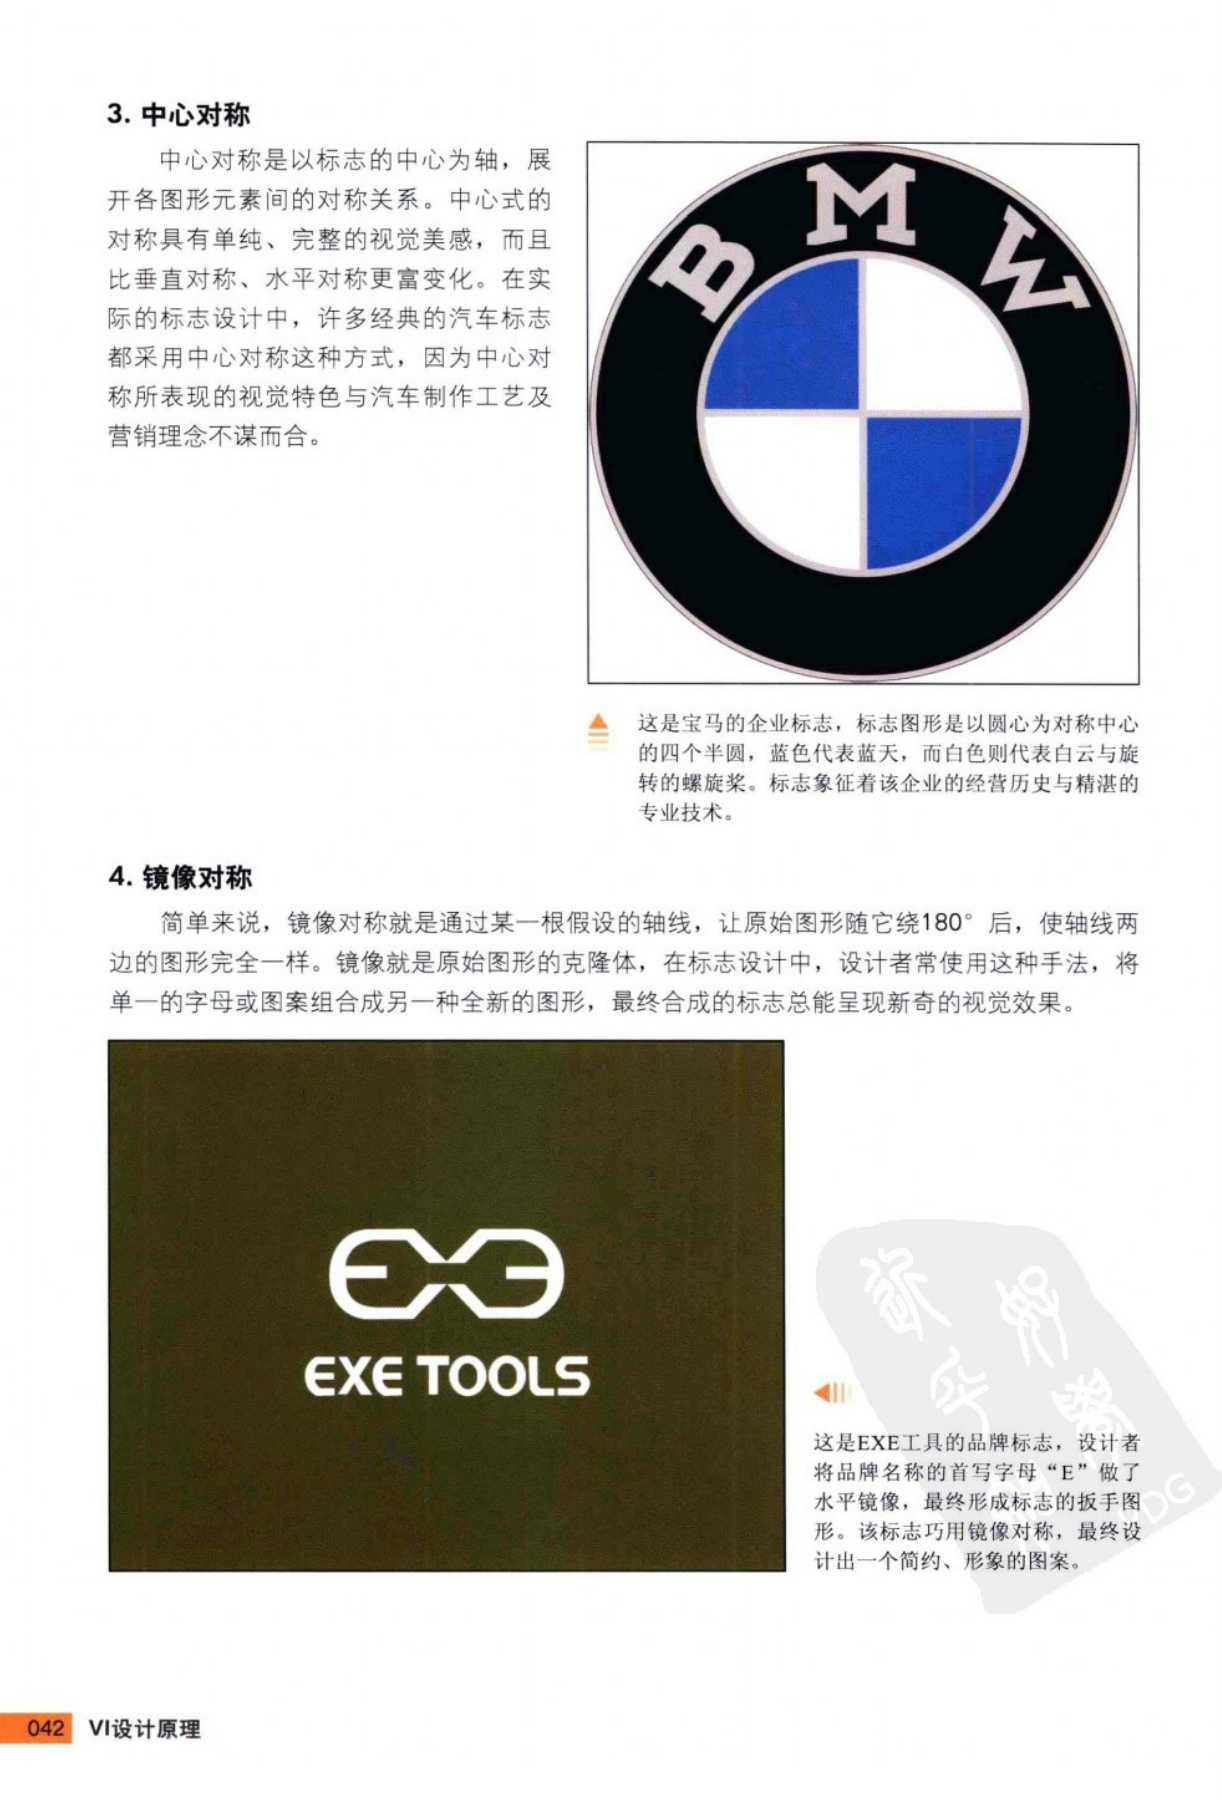 3. 中心对称
中心对称是以标志的中心为轴，展
开各图形元素间的对称关系。中心式的
对称具有单纯、完整的视觉美感，而且
比垂直对称、水平对称更富变化。在实
际的标志设计中，许多经典的汽车标志
都采用中心对称这种方式，因为中心对
称所表现的视觉特色与汽车制作工艺及
营销理念不谋而合。
BMW
这是宝马的企业标志，标志图形是以圆心为对称中心
的四个半圆，蓝色代表蓝天，而白色则代表白云与旋
转的螺旋桨。标志象征着该企业的经营历史与精湛的
专业技术。
4. 镜像对称
简单来说，镜像对称就是通过某一根假设的轴线，让原始图形随它绕180°后，使轴线两
边的图形完全一样。镜像就是原始图形的克隆体，在标志设计中，设计者常使用这种手法，将
单一的字母或图案组合成另一种全新的图形，最终合成的标志总能呈现新奇的视觉效果。
EXE TOOLS
这是EXE工具的品牌标志，设计者
将品牌名称的首写字母“E”做了
水平镜像，最终形成标志的扳手图
形。该标志巧用镜像对称，最终设
计出一个简约、形象的图案。
PDG
042 VI设计原理